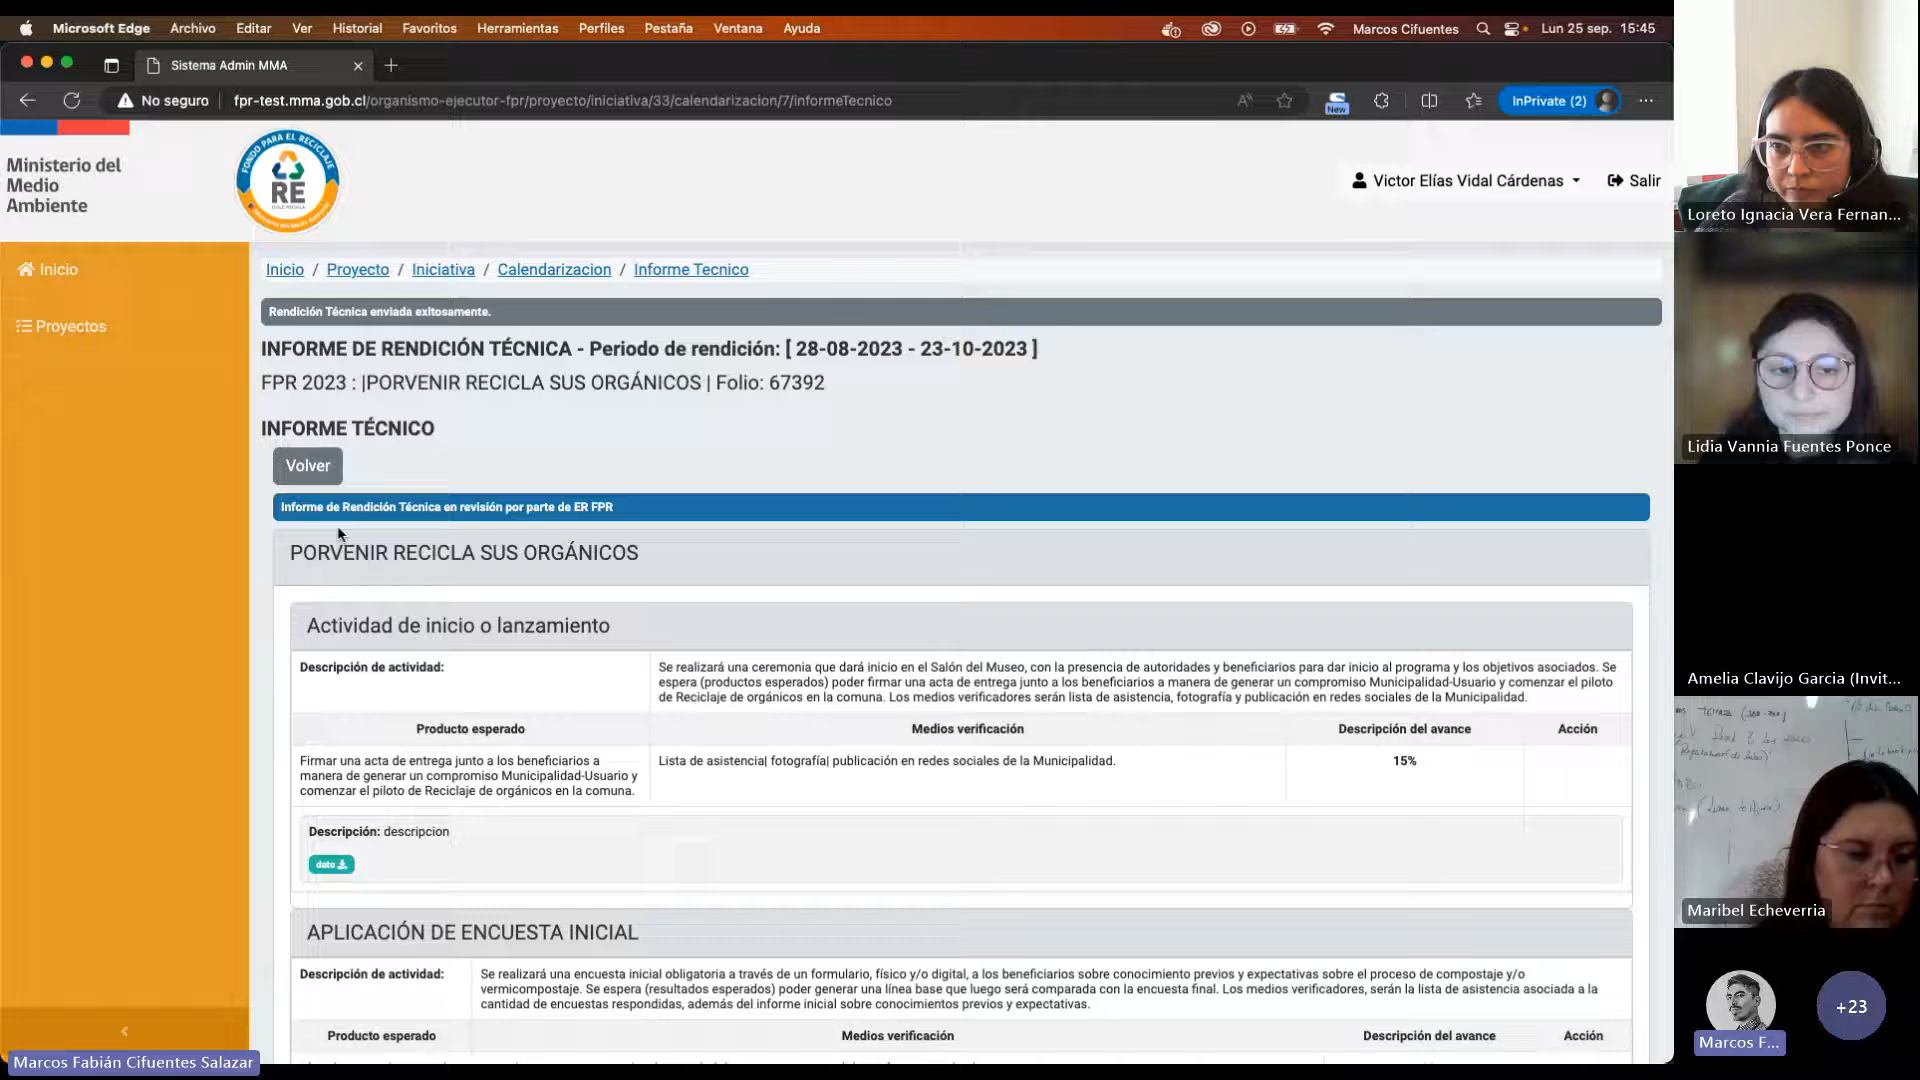 Microsoft Edge Archivo Editar Ver Historial Favoritos Herramientas Perfiles Pestaña Ventana Ayuda Marcos Cifuentes Lun 25 sep. 15:45
Sistema Admin MMA
No seguro fpr-test.mma.gob.cl/organismo-ejecutor-fpr/proyecto/iniciativa/33/calendarizacion/7/informeTecnico New InPrivate (2)
Ministerio del
Medio
Ambiente
FONDO PARA EL RECICLAJE
RE
Victor Elías Vidal Cárdenas Salir
Inicio
Proyectos
Inicio / Proyecto / Iniciativa / Calendarizacion / Informe Tecnico
Rendición Técnica enviada exitosamente.
INFORME DE RENDICIÓN TÉCNICA - Periodo de rendición: [ 28-08-2023 - 23-10-2023 ]
FPR 2023 : |PORVENIR RECICLA SUS ORGÁNICOS | Folio: 67392
INFORME TÉCNICO
Volver
Informe de Rendición Técnica en revisión por parte de ER FPR
PORVENIR RECICLA SUS ORGÁNICOS
Actividad de inicio o lanzamiento
Descripción de actividad:
Se realizará una ceremonia que dará inicio en el Salón del Museo, con la presencia de autoridades y beneficiarios para dar inicio al programa y los objetivos asociados. Se
espera (productos esperados) poder firmar una acta de entrega junto a los beneficiarios a manera de generar un compromiso Municipalidad-Usuario y comenzar el piloto
de Reciclaje de orgánicos en la comuna. Los medios verificadores serán lista de asistencia, fotografía y publicación en redes sociales de la Municipalidad.
Producto esperado Medios verificación Descripción del avance Acción
Firmar una acta de entrega junto a los beneficiarios a
manera de generar un compromiso Municipalidad-Usuario y
comenzar el piloto de Reciclaje de orgánicos en la comuna.
Lista de asistencia| fotografía| publicación en redes sociales de la Municipalidad.
15%
Descripción: descripcion
dato
APLICACIÓN DE ENCUESTA INICIAL
Descripción de actividad:
Se realizará una encuesta inicial obligatoria a través de un formulario, físico y/o digital, a los beneficiarios sobre conocimiento previos y expectativas sobre el proceso de compostaje y/o
vermicompostaje. Se espera (resultados esperados) poder generar una línea base que luego será comparada con la encuesta final. Los medios verificadores, serán la lista de asistencia asociada a la
cantidad de encuestas respondidas, además del informe inicial sobre conocimientos previos y expectativas.
Producto esperado Medios verificación Descripción del avance Acción
Marcos Fabián Cifuentes Salazar
Loreto Ignacia Vera Fernan...
Lidia Vannia Fuentes Ponce
Amelia Clavijo Garcia (Invit...
Maribel Echeverria
Marcos F...
+23